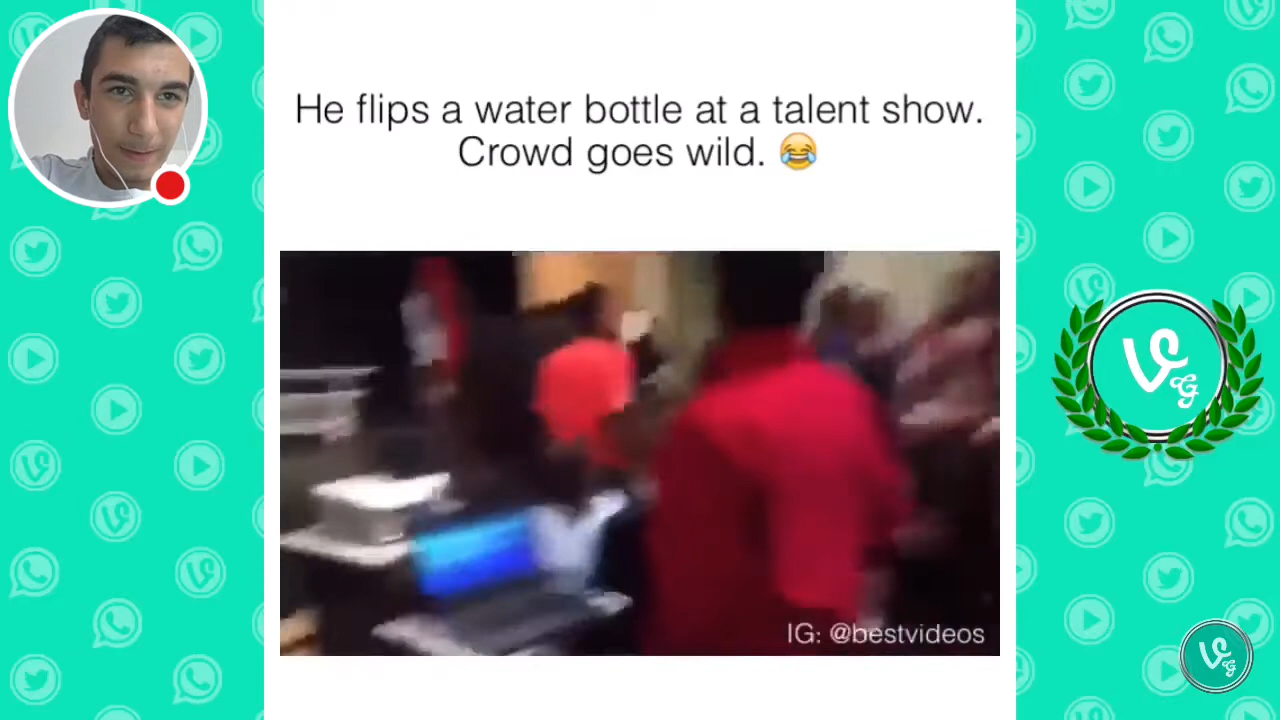 He flips a water bottle at a talent show.
Crowd goes wild. 😂
IG: @bestvideos